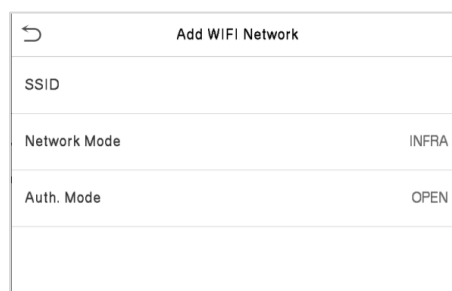 Add WIFI Network
SSID
Network Mode INFRA
Auth. Mode OPEN